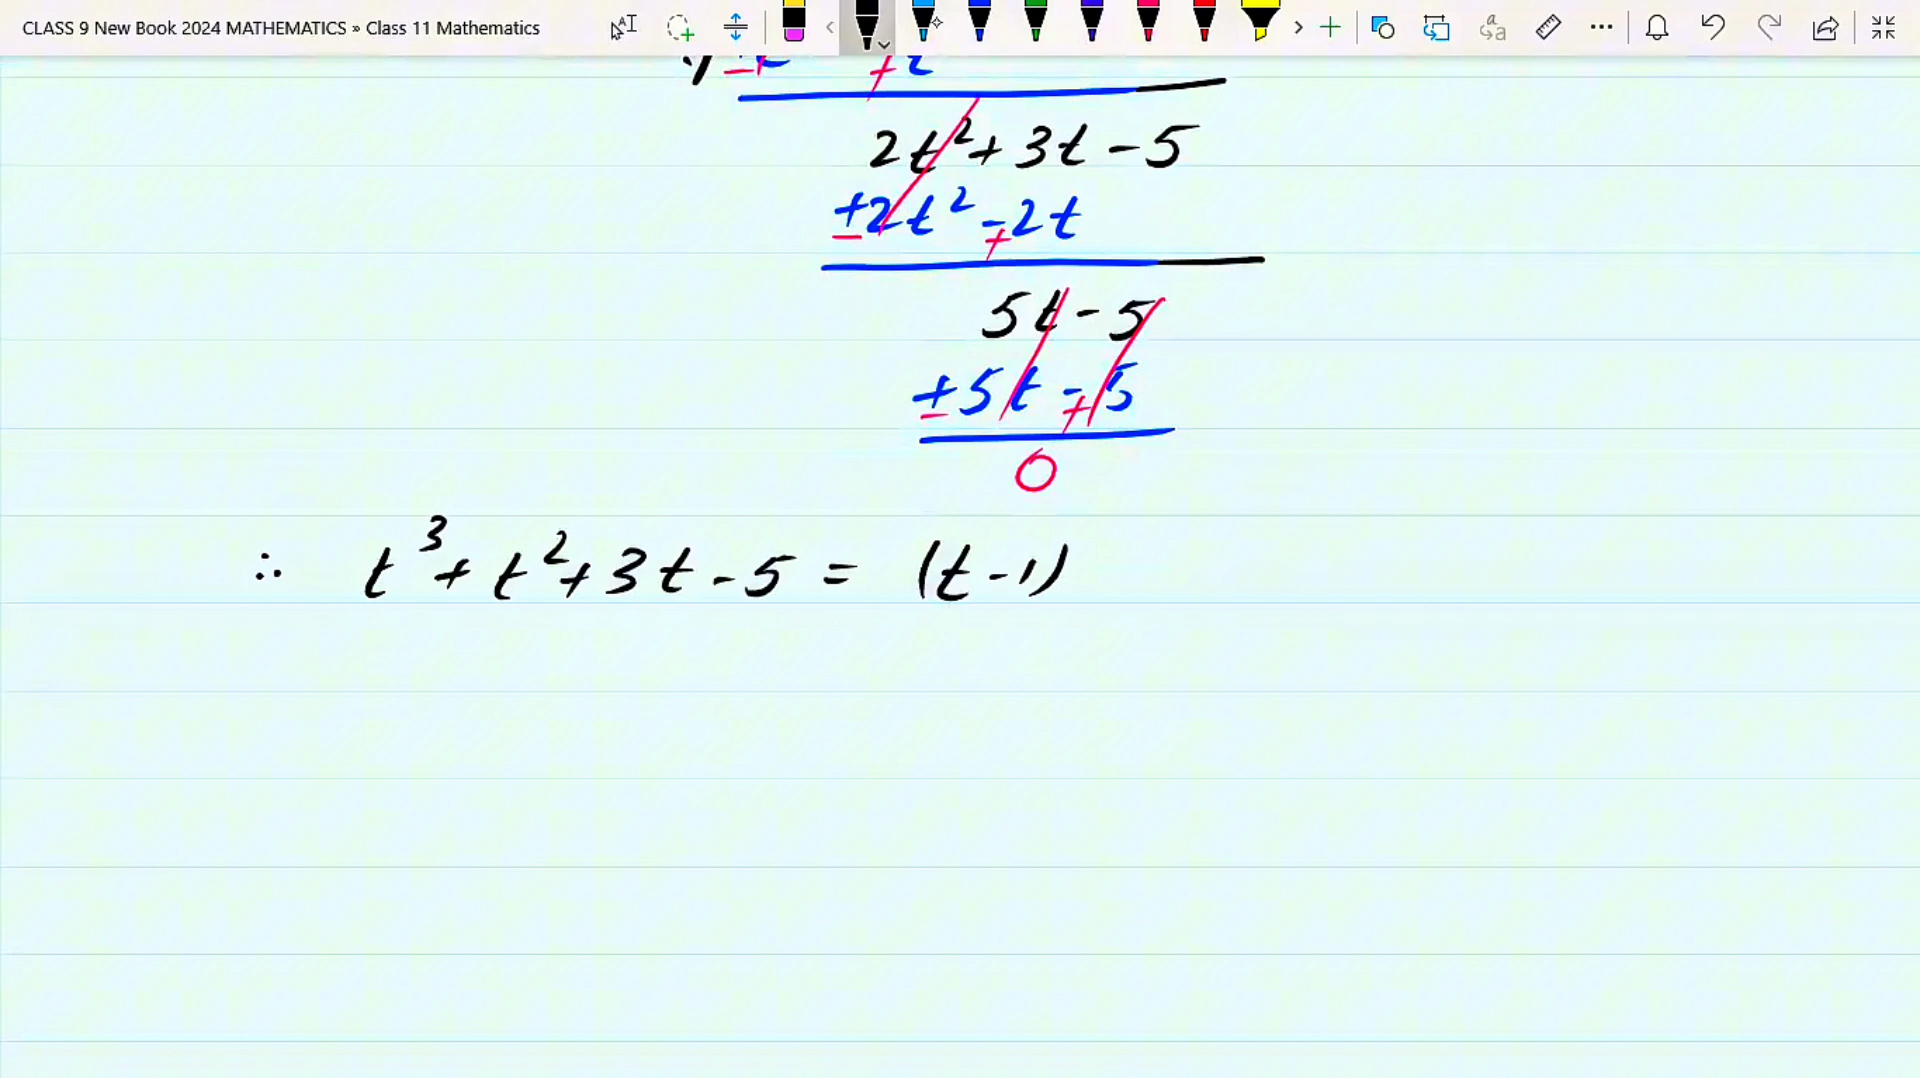 CLASS 9 New Book 2024 MATHEMATICS » Class 11 Mathematics
2t² + 3t - 5
±2t² - 2t
+
5t - 5
±5t - 5
+
0
∴ t³ + t² + 3t - 5 = (t - 1)